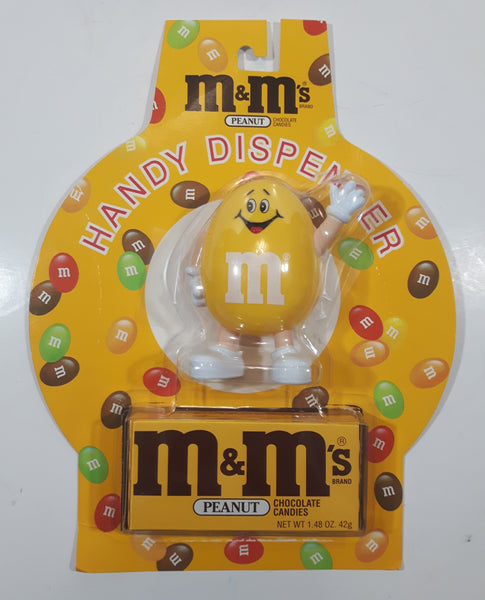 m&m's®
BRAND
PEANUT CHOCOLATE CANDIES
HANDY DISPENSER
m®
m&m's®
BRAND
PEANUT CHOCOLATE CANDIES
NET WT 1.48 OZ. 42g